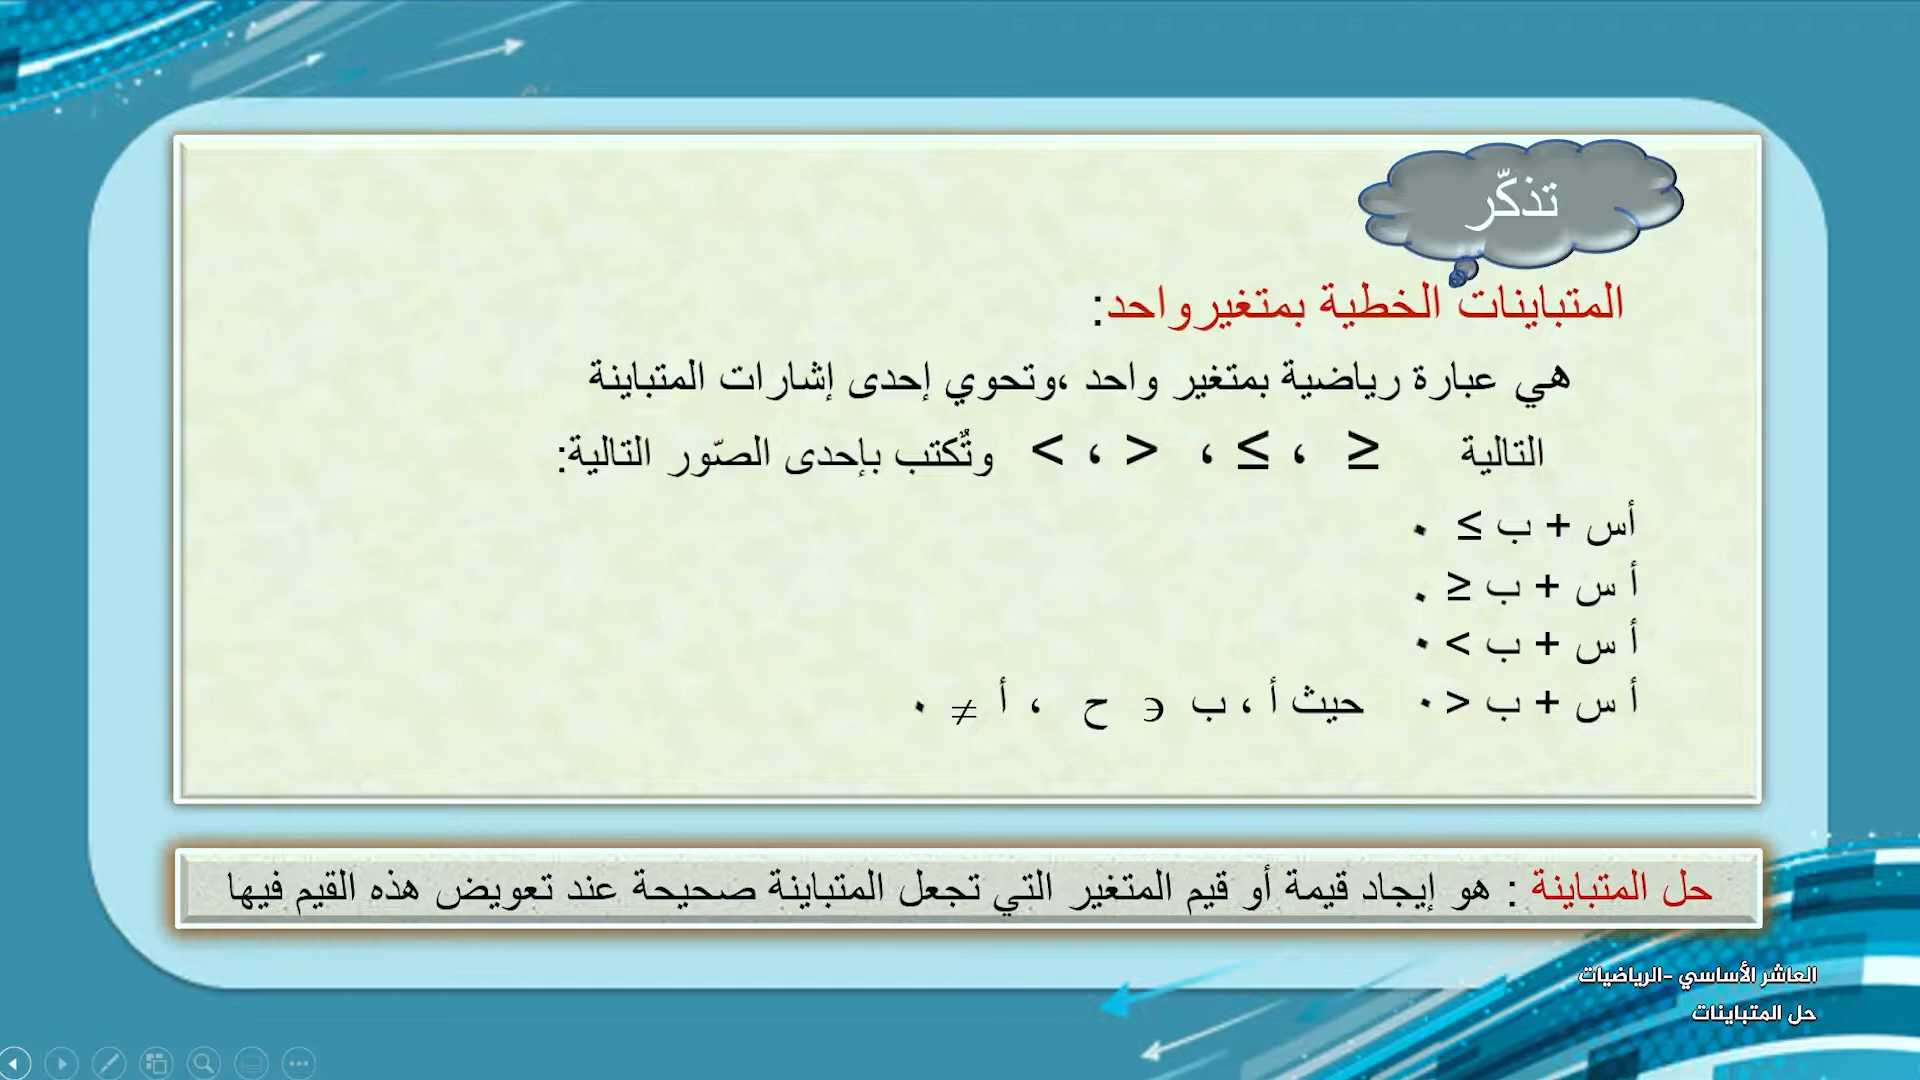 تذكّر
المتباينات الخطية بمتغير واحد:
هي عبارة رياضية بمتغير واحد ،وتحوي إحدى إشارات المتباينة
التالية ≤ ، ≥ ، < ، > وتُكتب بإحدى الصّور التالية:
أس + ب ≥ ٠
أ س + ب ≤ ٠
أ س + ب > ٠
أ س + ب < ٠ حيث أ ، ب ∈ ح ، أ ≠ ٠
حل المتباينة : هو إيجاد قيمة أو قيم المتغير التي تجعل المتباينة صحيحة عند تعويض هذه القيم فيها
العاشر الأساسي -الرياضيات
حل المتباينات